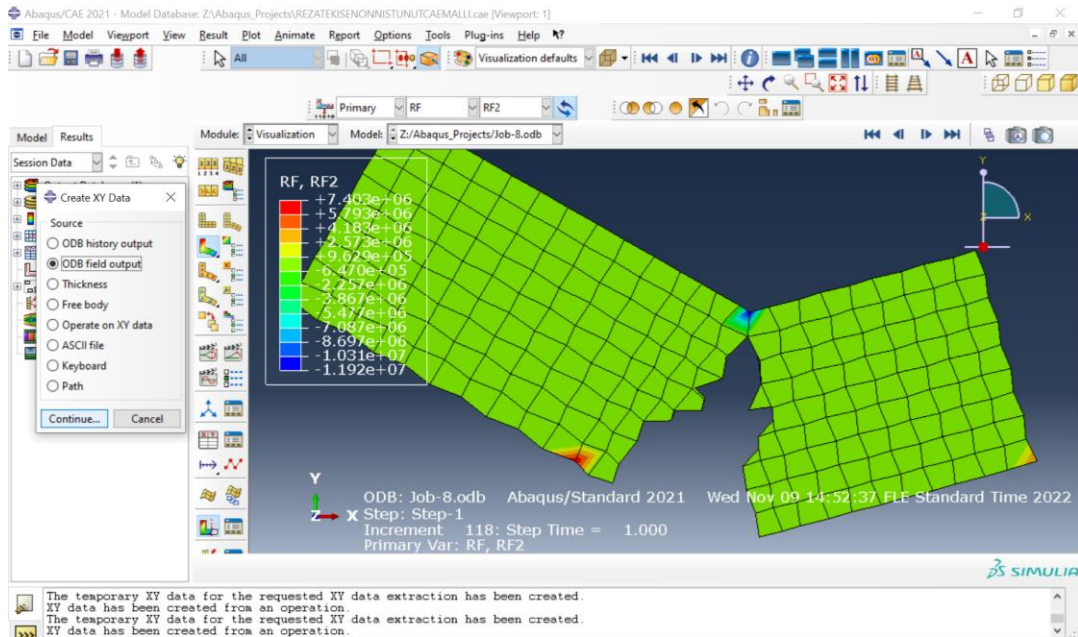 Abaqus/CAE 2021 - Model Database: Z:\Abaqus_Projects\REZATEKISENONNISTUNUTCAEMALLI.cae [Viewport: 1]
File Model Viewport View Result Plot Animate Report Options Tools Plug-ins Help
All Visualization defaults
Primary RF RF2
Model Results
Module: Visualization Model: Z:/Abaqus_Projects/Job-8.odb
Session Data
Create XY Data
Source
ODB history output
ODB field output
Thickness
Free body
Operate on XY data
ASCII file
Keyboard
Path
Continue... Cancel
RF, RF2
+7.403e+06
+5.793e+06
+4.183e+06
+2.573e+06
+9.629e+05
-6.470e+05
-2.257e+06
-3.867e+06
-5.477e+06
-7.087e+06
-8.697e+06
-1.031e+07
-1.192e+07
Y
Z X
Y
Z X
ODB: Job-8.odb Abaqus/Standard 2021 Wed Nov 09 14:52:37 FLE Standard Time 2022
Step: Step-1
Increment 118: Step Time = 1.000
Primary Var: RF, RF2
SIMULIA
The temporary XY data for the requested XY data extraction has been created.
XY data has been created from an operation.
The temporary XY data for the requested XY data extraction has been created.
XY data has been created from an operation.